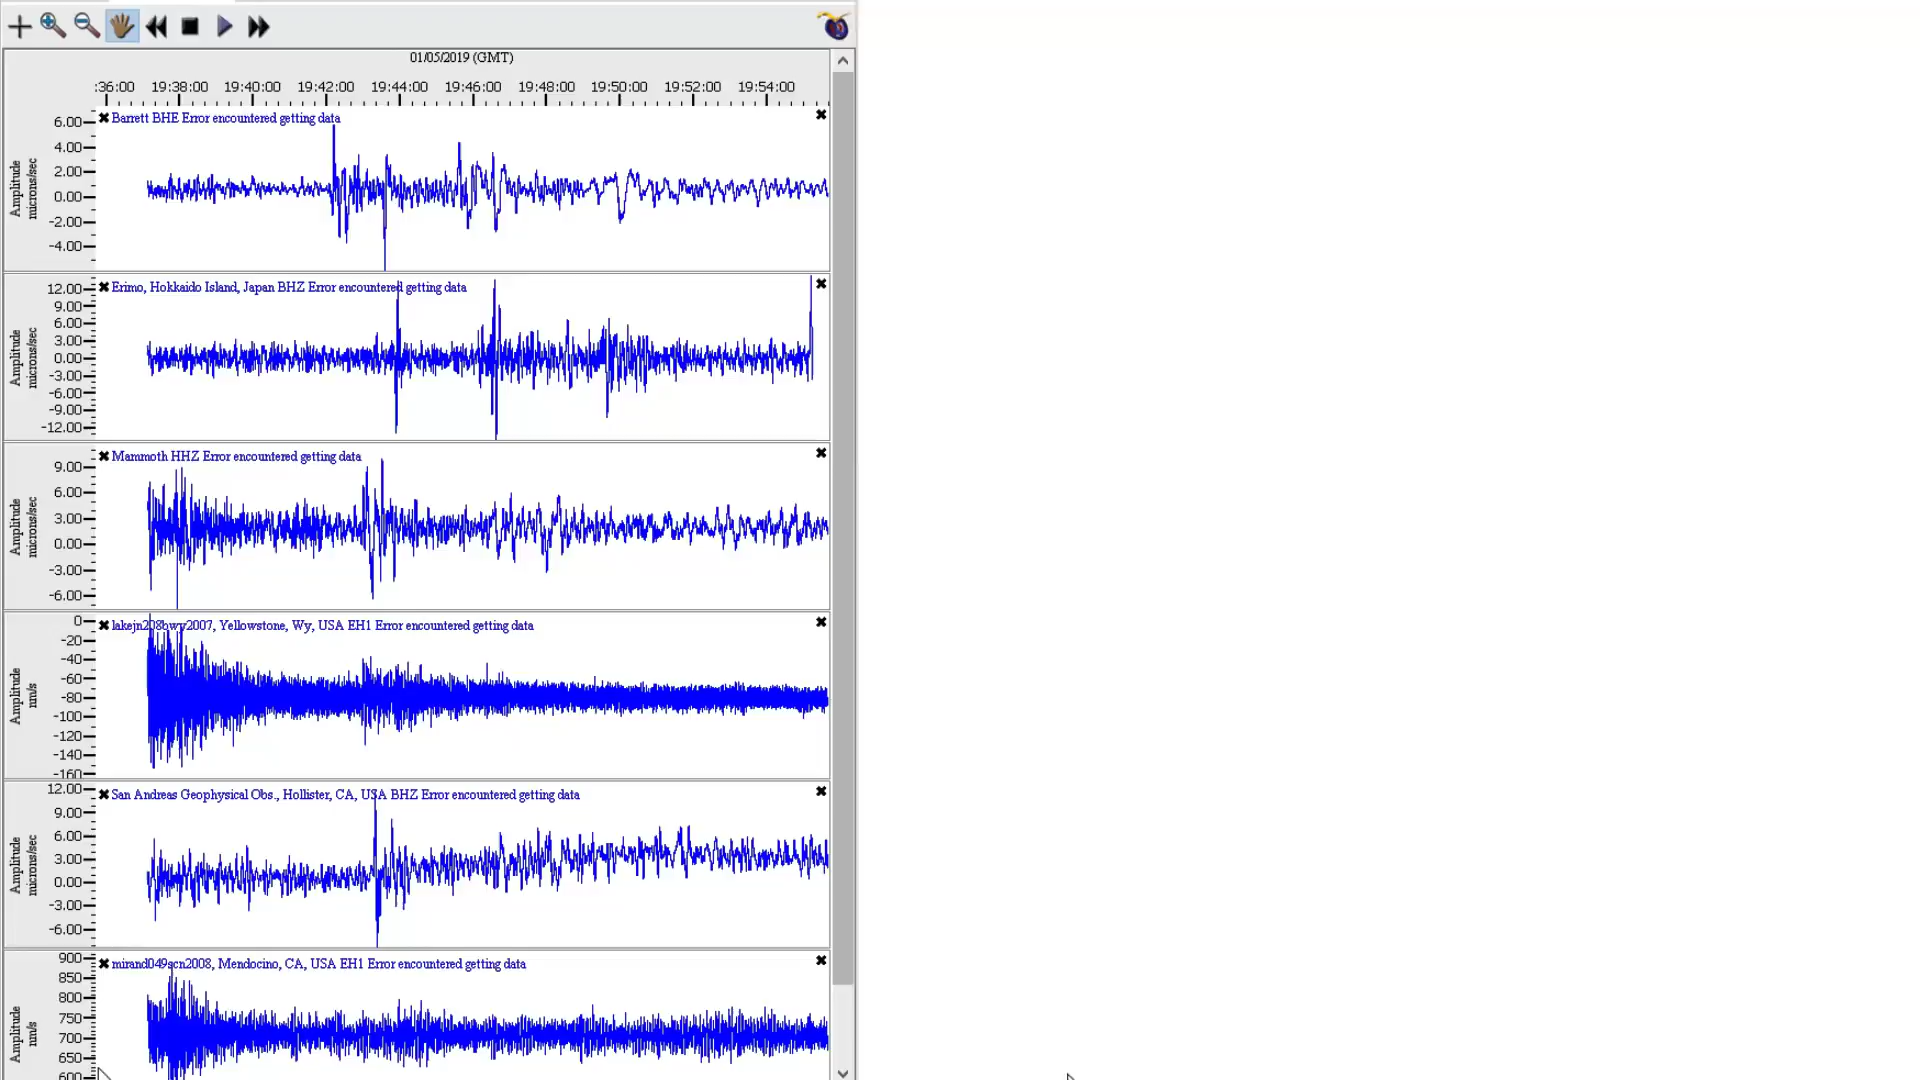 01/05/2019 (GMT)
:36:00 19:38:00 19:40:00 19:42:00 19:44:00 19:46:00 19:48:00 19:50:00 19:52:00 19:54:00
Barrett BHE Error encountered getting data
Amplitude
microns/sec
6.00
4.00
2.00
0.00
-2.00
-4.00
Erimo, Hokkaido Island, Japan BHZ Error encountered getting data
Amplitude
microns/sec
12.00
9.00
6.00
3.00
0.00
-3.00
-6.00
-9.00
-12.00
Mammoth HHZ Error encountered getting data
Amplitude
microns/sec
9.00
6.00
3.00
0.00
-3.00
-6.00
lakejn208bwy2007, Yellowstone, Wy, USA EH1 Error encountered getting data
Amplitude
nm/s
0
-20
-40
-60
-80
-100
-120
-140
-160
San Andreas Geophysical Obs., Hollister, CA, USA BHZ Error encountered getting data
Amplitude
microns/sec
12.00
9.00
6.00
3.00
0.00
-3.00
-6.00
mirand049scn2008, Mendocino, CA, USA EH1 Error encountered getting data
Amplitude
nm/s
900
850
800
750
700
650
600